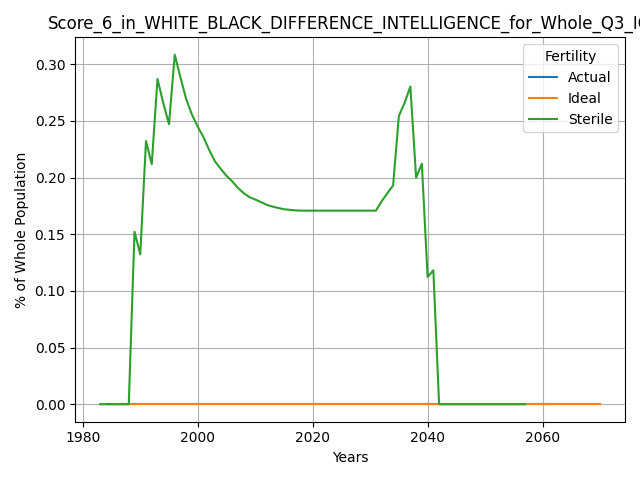 Score_6_in_WHITE_BLACK_DIFFERENCE_INTELLIGENCE_for_Whole_Q3_I
Fertility
Actual
Ideal
Sterile
% of Whole Population
0.30
0.25
0.20
0.15
0.10
0.05
0.00
1980 2000 2020 2040 2060
Years